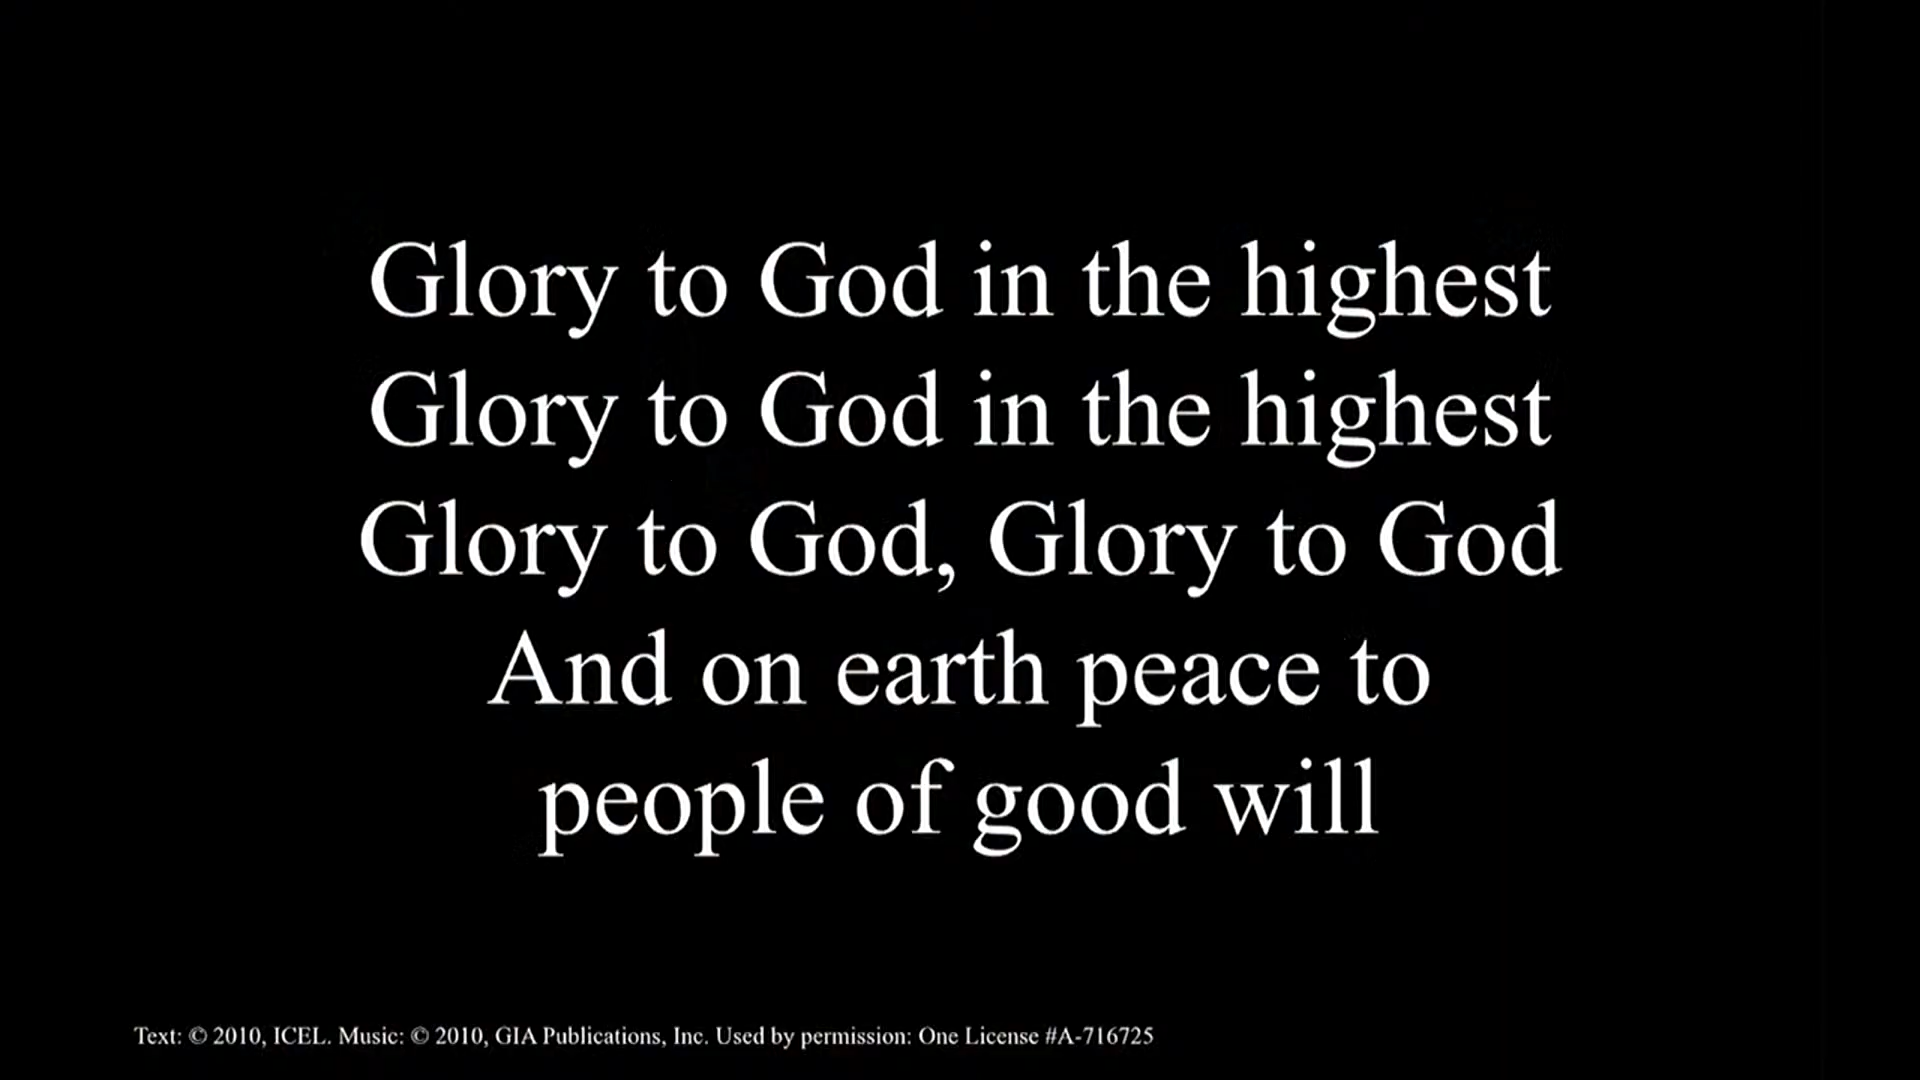 Glory to God in the highest
Glory to God in the highest
Glory to God, Glory to God
And on earth peace to
people of good will
Text: © 2010, ICEL. Music: © 2010, GIA Publications, Inc. Used by permission: One License #A-716725